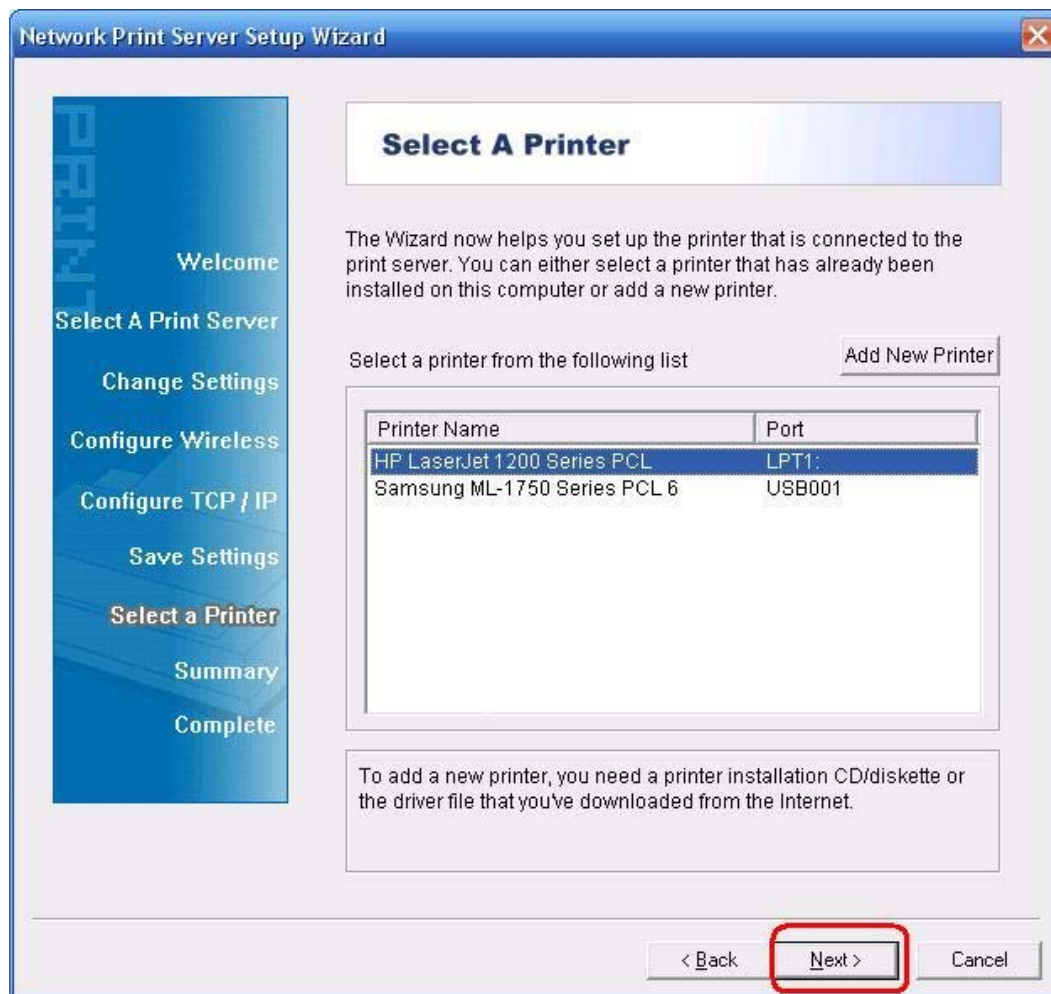 Network Print Server Setup Wizard
PRINT
Welcome
Select A Print Server
Change Settings
Configure Wireless
Configure TCP / IP
Save Settings
Select a Printer
Summary
Complete
Select A Printer
The Wizard now helps you set up the printer that is connected to the
print server. You can either select a printer that has already been
installed on this computer or add a new printer.
Select a printer from the following list
Add New Printer
Printer Name Port
HP LaserJet 1200 Series PCL LPT1:
Samsung ML-1750 Series PCL 6 USB001
To add a new printer, you need a printer installation CD/diskette or
the driver file that you've downloaded from the Internet.
< Back Next > Cancel